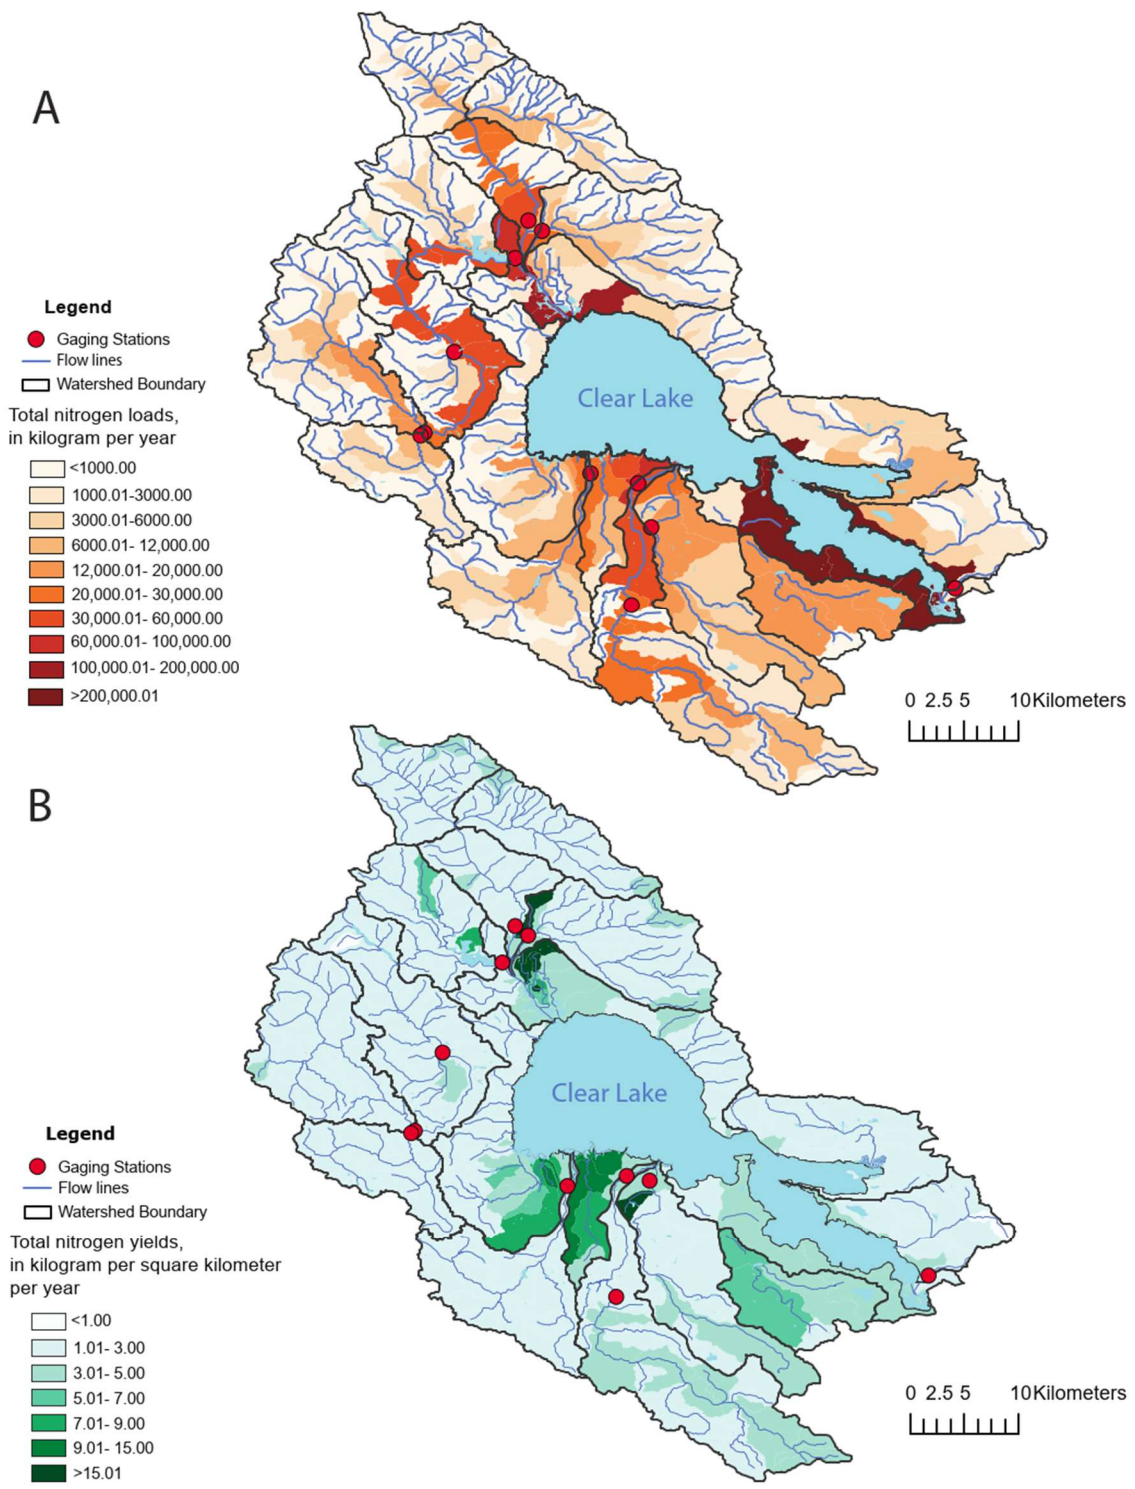 A
Clear Lake
Legend
Gaging Stations
Flow lines
Watershed Boundary
Total nitrogen loads,
in kilogram per year
<1000.00
1000.01-3000.00
3000.01-6000.00
6000.01- 12,000.00
12,000.01- 20,000.00
20,000.01- 30,000.00
30,000.01- 60,000.00
60,000.01- 100,000.00
100,000.01- 200,000.00
>200,000.01
0 2.5 5 10 Kilometers
B
Clear Lake
Legend
Gaging Stations
Flow lines
Watershed Boundary
Total nitrogen yields,
in kilogram per square kilometer
per year
<1.00
1.01- 3.00
3.01- 5.00
5.01- 7.00
7.01- 9.00
9.01- 15.00
>15.01
0 2.5 5 10 Kilometers